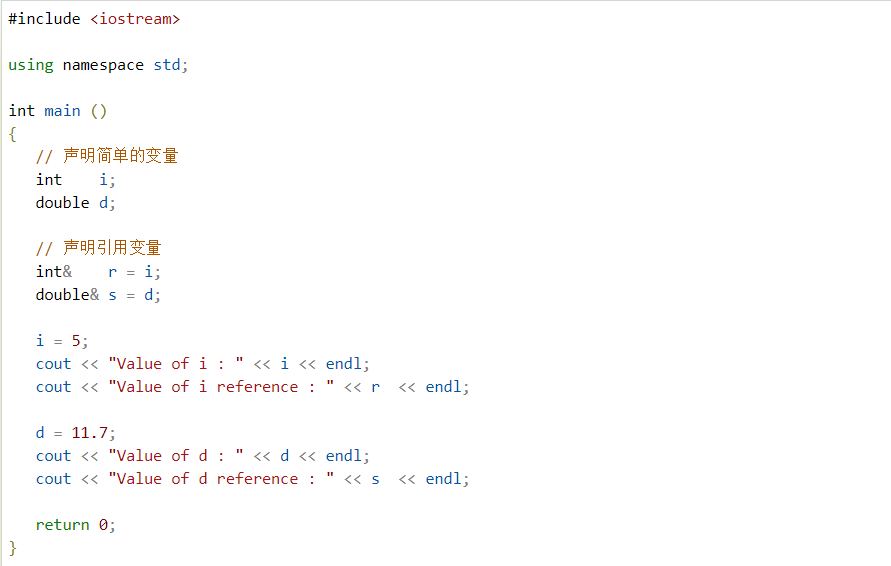 #include <iostream>
using namespace std;
int main ()
{
// 声明简单的变量
int    i;
double d;
// 声明引用变量
int&    r = i;
double& s = d;
i = 5;
cout << "Value of i : " << i << endl;
cout << "Value of i reference : " << r  << endl;
d = 11.7;
cout << "Value of d : " << d << endl;
cout << "Value of d reference : " << s  << endl;
return 0;
}